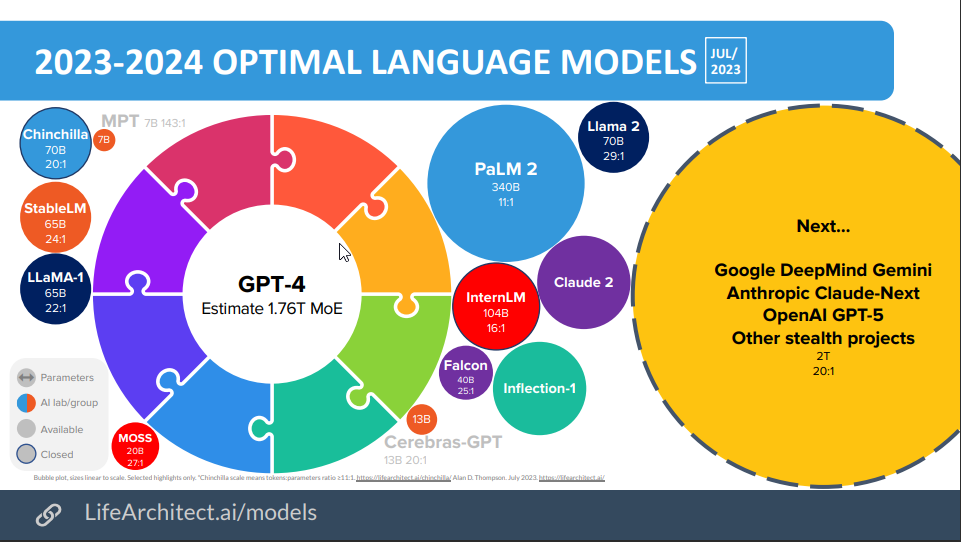 2023-2024 OPTIMAL LANGUAGE MODELS
JUL/
2023
Chinchilla
70B
20:1
MPT 7B 143:1
7B
StableLM
65B
24:1
LLaMA-1
65B
22:1
GPT-4
Estimate 1.76T MoE
PaLM 2
340B
11:1
Llama 2
70B
29:1
Claude 2
InternLM
104B
16:1
Falcon
40B
25:1
Inflection-1
13B
Cerebras-GPT
13B 20:1
MOSS
20B
27:1
Parameters
AI lab/group
Available
Closed
Next...
Google DeepMind Gemini
Anthropic Claude-Next
OpenAI GPT-5
Other stealth projects
2T
20:1
Bubble plot, sizes linear to scale. Selected highlights only. *Chinchilla scale means tokens:parameters ratio ≥11:1. https://lifearchitect.ai/chinchilla/ Alan D. Thompson. July 2023. https://lifearchitect.ai/
LifeArchitect.ai/models